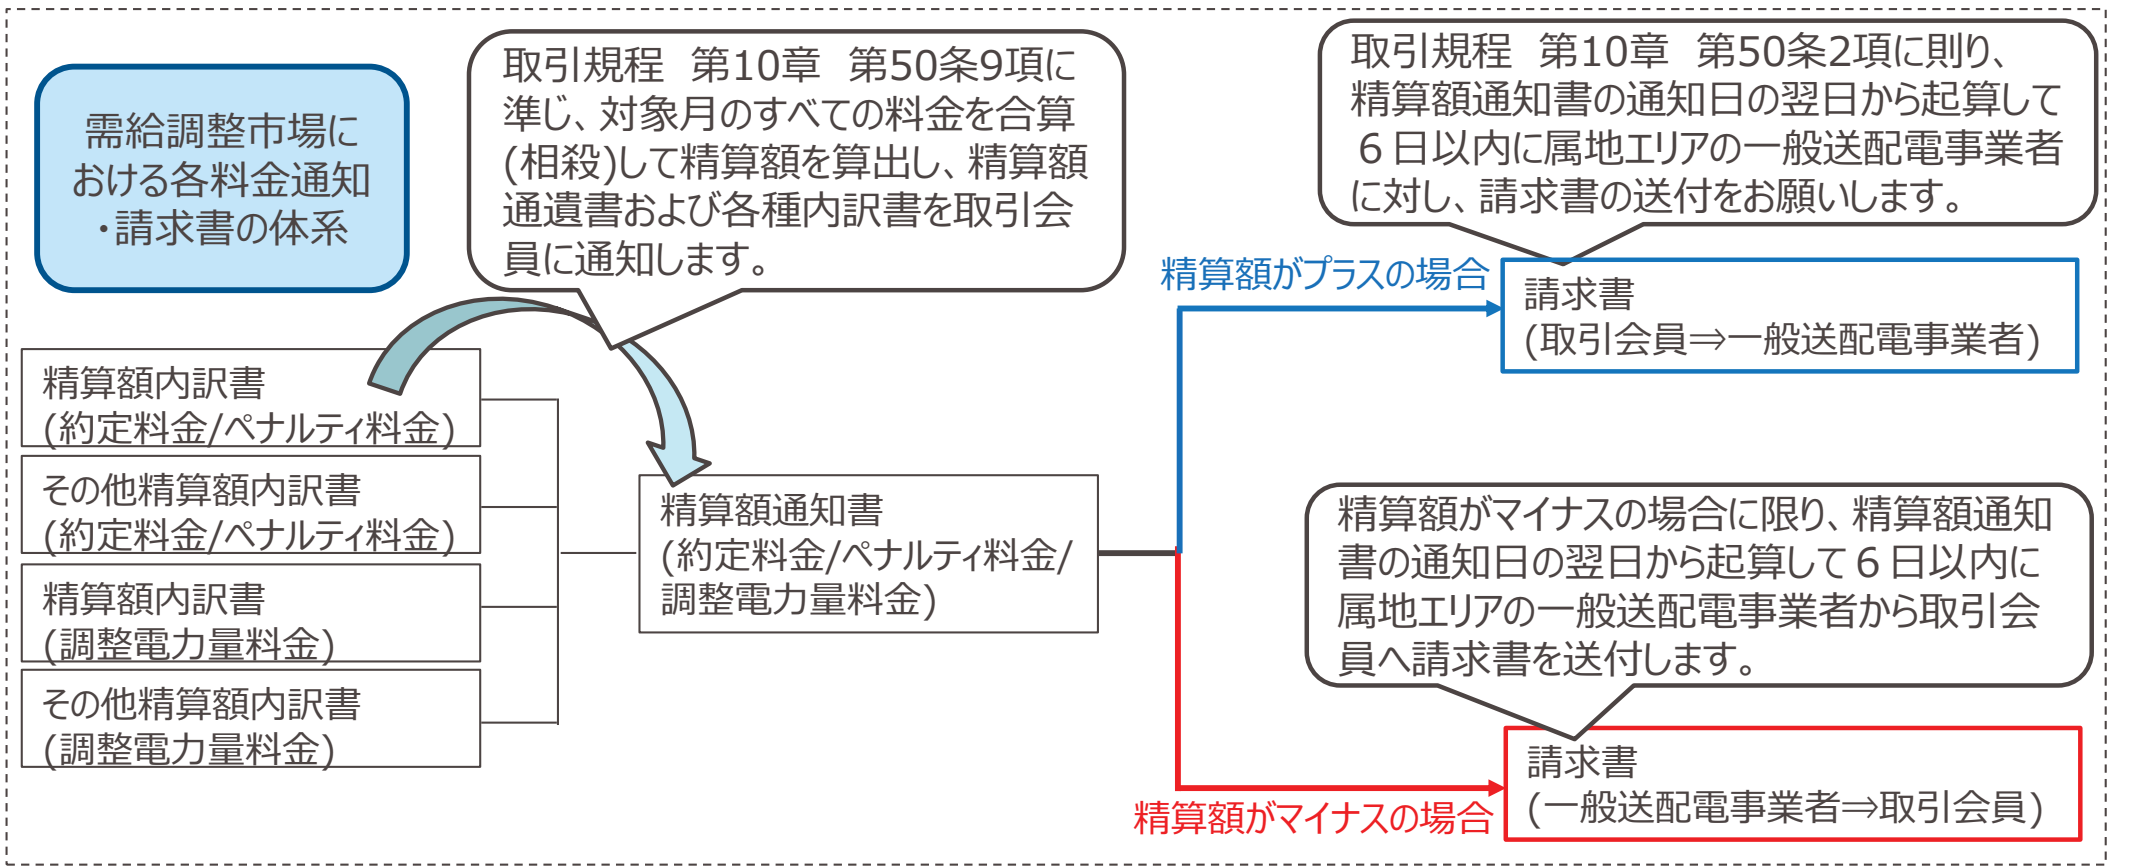 需給調整市場に
おける各料金通知
・請求書の体系
取引規程　第10章　第50条9項に
準じ、対象月のすべての料金を合算
(相殺)して精算額を算出し、精算額
通遺書および各種内訳書を取引会
員に通知します。
取引規程　第10章　第50条2項に則り、
精算額通知書の通知日の翌日から起算して
６日以内に属地エリアの一般送配電事業者
に対し、請求書の送付をお願いします。
精算額がプラスの場合
請求書
(取引会員⇒一般送配電事業者)
精算額内訳書
(約定料金/ペナルティ料金)
その他精算額内訳書
(約定料金/ペナルティ料金)
精算額内訳書
(調整電力量料金)
その他精算額内訳書
(調整電力量料金)
精算額通知書
(約定料金/ペナルティ料金/
調整電力量料金)
精算額がマイナスの場合に限り、精算額通知
書の通知日の翌日から起算して６日以内に
属地エリアの一般送配電事業者から取引会
員へ請求書を送付します。
精算額がマイナスの場合
請求書
(一般送配電事業者⇒取引会員)